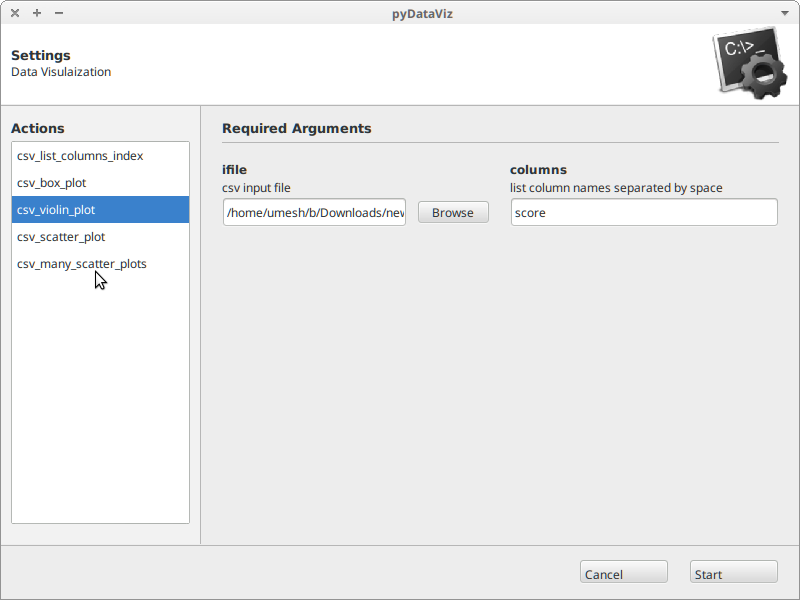 pyDataViz
Settings
Data Visulaization
C:\>_
Actions
csv_list_columns_index
csv_box_plot
csv_violin_plot
csv_scatter_plot
csv_many_scatter_plots
Required Arguments
ifile
csv input file
/home/umesh/b/Downloads/new
Browse
columns
list column names separated by space
score
Cancel
Start